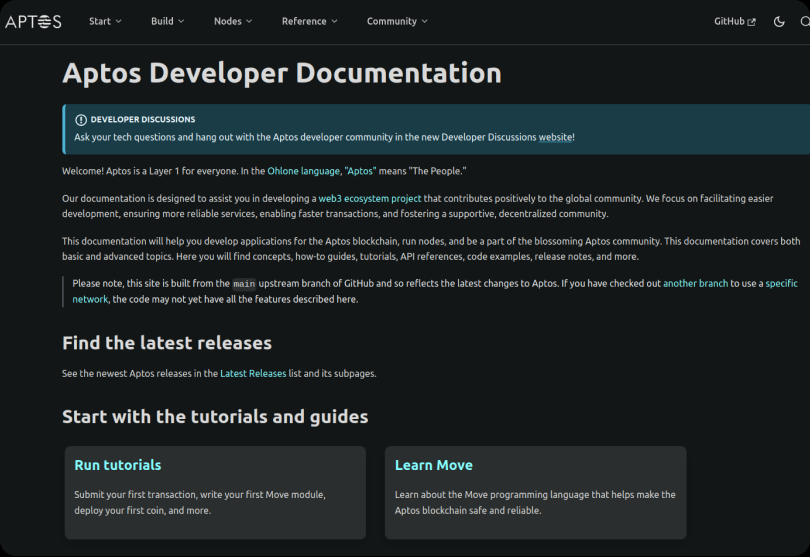 APTOS
Start
Build
Nodes
Reference
Community
GitHub
Aptos Developer Documentation
DEVELOPER DISCUSSIONS
Ask your tech questions and hang out with the Aptos developer community in the new Developer Discussions website!
Welcome! Aptos is a Layer 1 for everyone. In the Ohlone language, "Aptos" means "The People."
Our documentation is designed to assist you in developing a web3 ecosystem project that contributes positively to the global community. We focus on facilitating easier
development, ensuring more reliable services, enabling faster transactions, and fostering a supportive, decentralized community.
This documentation will help you develop applications for the Aptos blockchain, run nodes, and be a part of the blossoming Aptos community. This documentation covers both
basic and advanced topics. Here you will find concepts, how-to guides, tutorials, API references, code examples, release notes, and more.
Please note, this site is built from the main upstream branch of GitHub and so reflects the latest changes to Aptos. If you have checked out another branch to use a specific
network, the code may not yet have all the features described here.
Find the latest releases
See the newest Aptos releases in the Latest Releases list and its subpages.
Start with the tutorials and guides
Run tutorials
Submit your first transaction, write your first Move module,
deploy your first coin, and more.
Learn Move
Learn about the Move programming language that helps make the
Aptos blockchain safe and reliable.